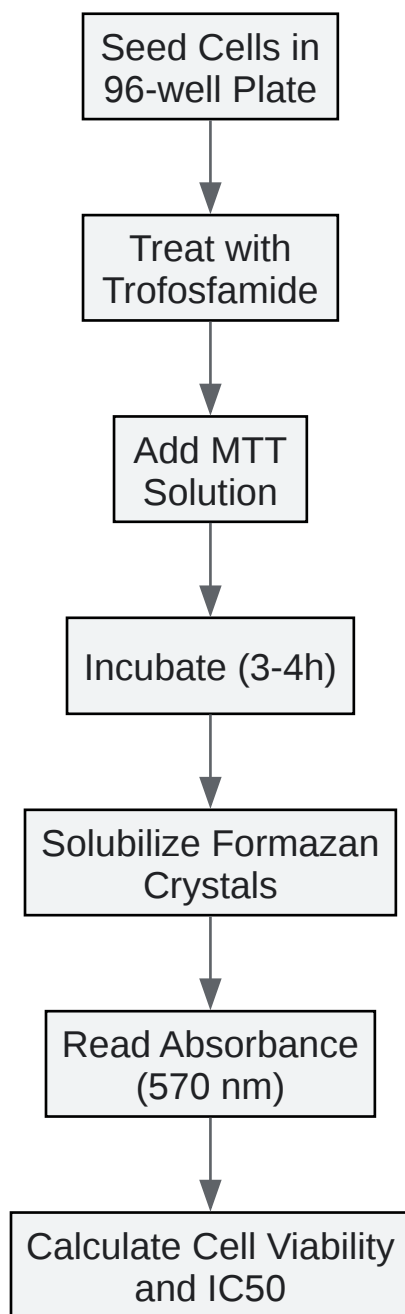 Seed Cells in
96-well Plate
Treat with
Trofosfamide
Add MTT
Solution
Incubate (3-4h)
Solubilize Formazan
Crystals
Read Absorbance
(570 nm)
Calculate Cell Viability
and IC50